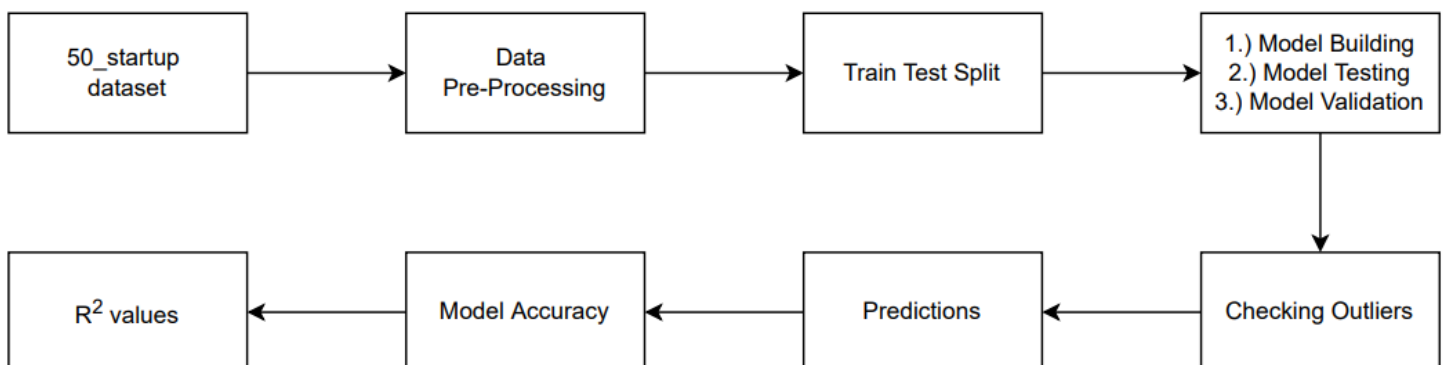 50_startup
dataset
Data
Pre-Processing
Train Test Split
1.) Model Building
2.) Model Testing
3.) Model Validation
R² values
Model Accuracy
Predictions
Checking Outliers